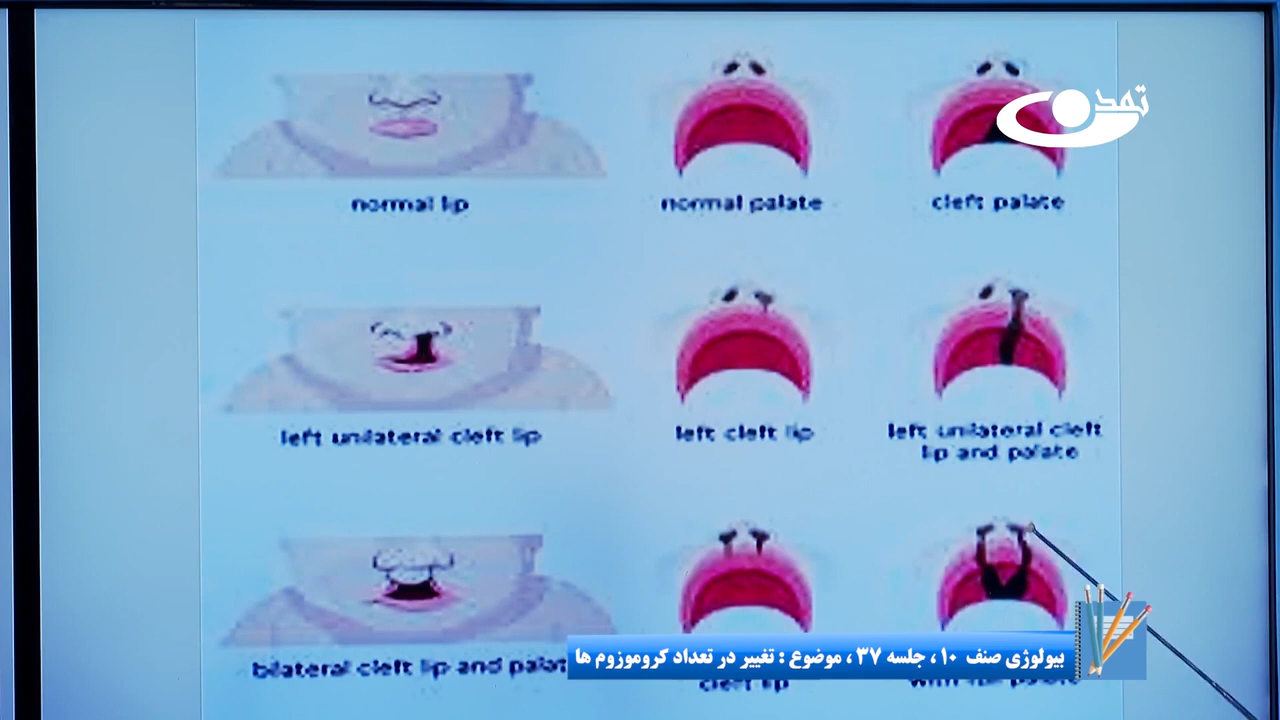 تمدن
normal lip
normal palate
cleft palate
left unilateral cleft lip
left cleft lip
left unilateral cleft
lip and palate
bilateral cleft lip and palat
cleft lip
بیولوژی صنف ۱۰ ، جلسه ۳۷ ، موضوع : تغییر در تعداد کروموزوم ها